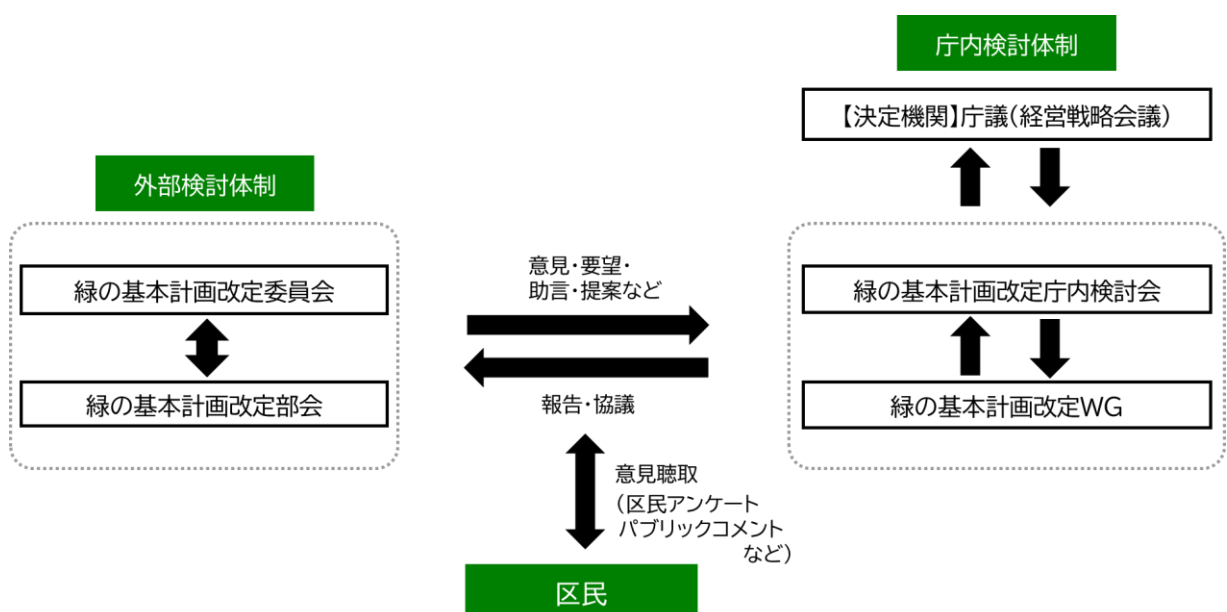 庁内検討体制
【決定機関】庁議(経営戦略会議)
外部検討体制
緑の基本計画改定委員会
緑の基本計画改定部会
意見・要望・
助言・提案など
報告・協議
緑の基本計画改定庁内検討会
緑の基本計画改定WG
意見聴取
(区民アンケート
パブリックコメント
など)
区民